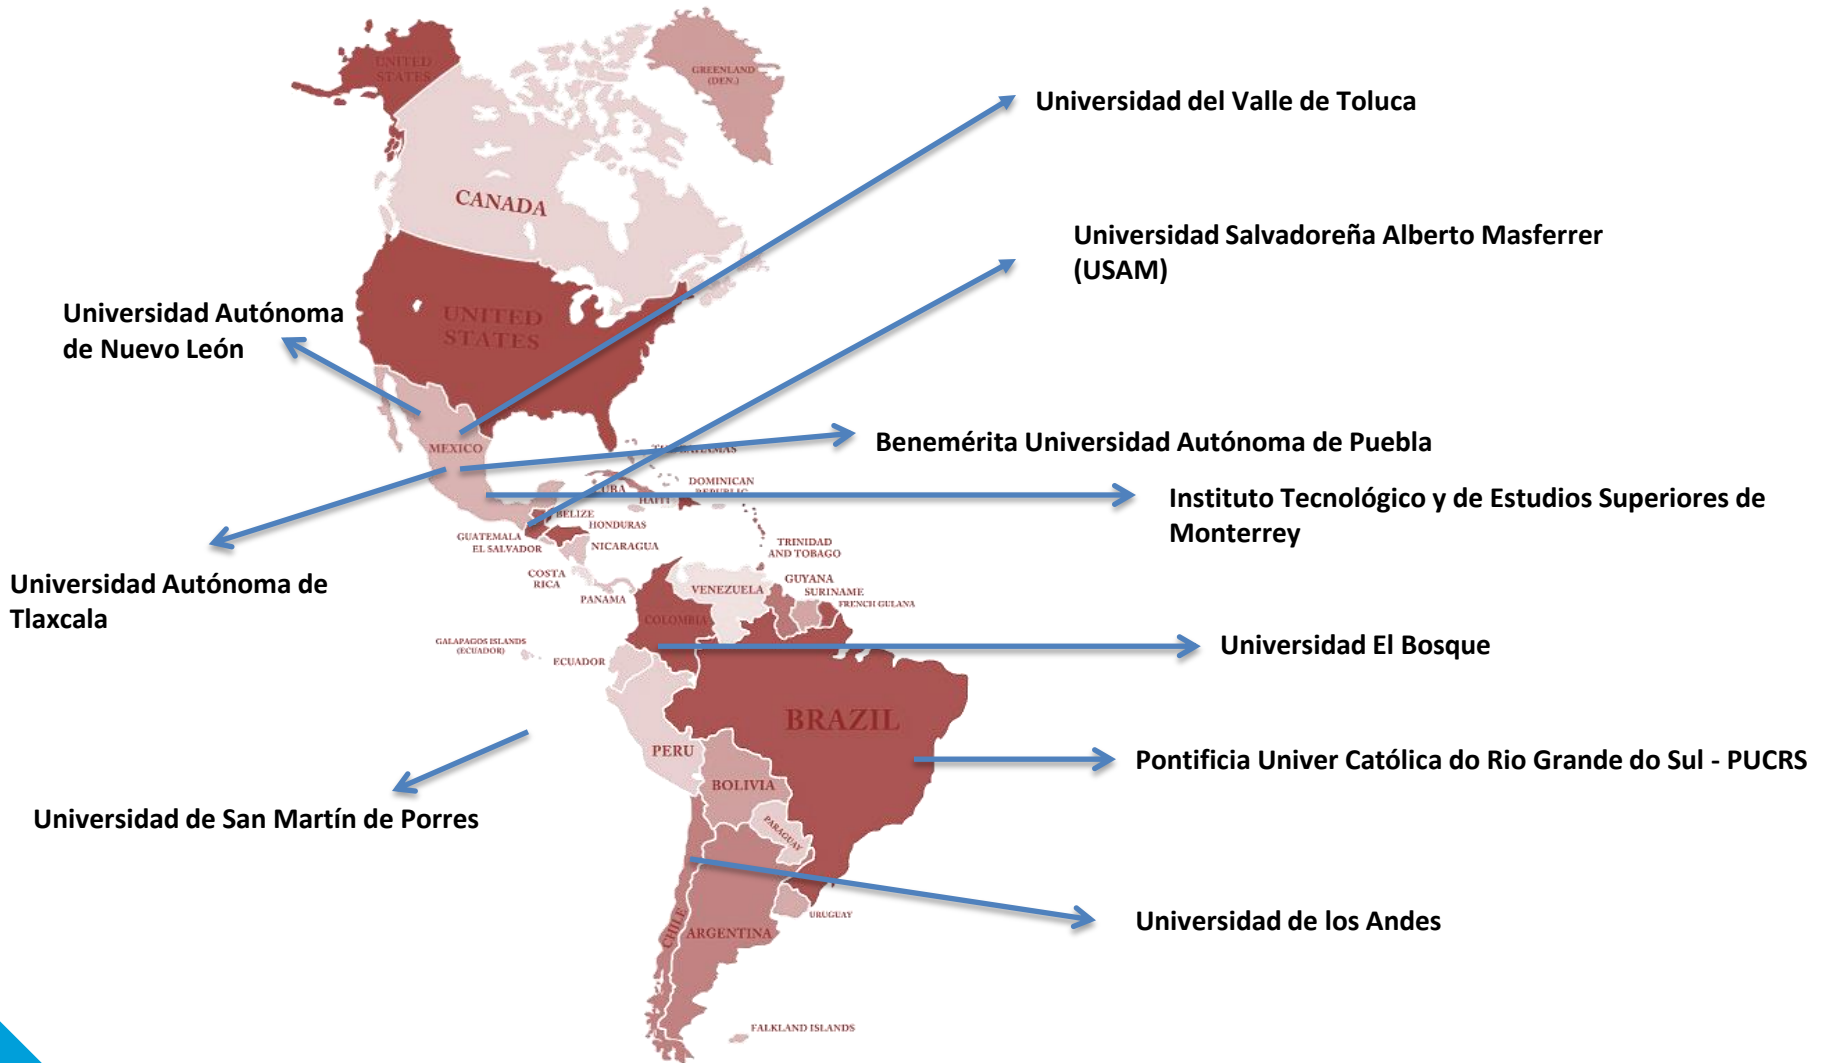 UNITED
STATES
GREENLAND
(DEN.)
Universidad del Valle de Toluca
CANADA
Universidad Salvadoreña Alberto Masferrer
(USAM)
Universidad Autónoma
de Nuevo León
UNITED
STATES
MEXICO
BAHAMAS
Benemérita Universidad Autónoma de Puebla
CUBA
HAITI
DOMINICAN
REPUBLIC
Instituto Tecnológico y de Estudios Superiores de
Monterrey
BELIZE
HONDURAS
GUATEMALA
EL SALVADOR
NICARAGUA
TRINIDAD
AND TOBAGO
COSTA
RICA
PANAMA
Universidad Autónoma de
Tlaxcala
VENEZUELA
GUYANA
SURINAME
FRENCH GUIANA
COLOMBIA
GALAPAGOS ISLANDS
(ECUADOR)
ECUADOR
Universidad El Bosque
BRAZIL
PERU
Pontificia Univer Católica do Rio Grande do Sul - PUCRS
BOLIVIA
Universidad de San Martín de Porres
PARAGUAY
URUGUAY
Universidad de los Andes
CHILE
ARGENTINA
FALKLAND ISLANDS